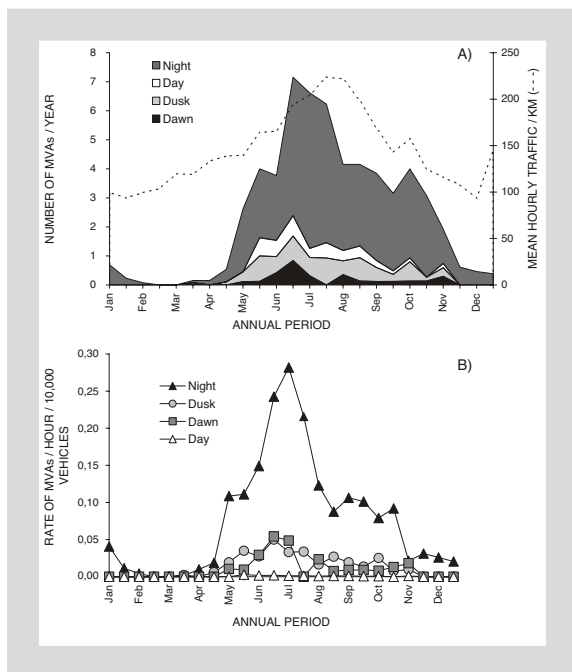 A)
NUMBER OF MVAs / YEAR
8
7
6
5
4
3
2
1
0
Night
Day
Dusk
Dawn
MEAN HOURLY TRAFFIC / KM (- - -)
250
200
150
100
50
0
Jan Feb Mar Apr May Jun Jul Aug Sep Oct Nov Dec
ANNUAL PERIOD
B)
RATE OF MVAs / HOUR / 10,000
VEHICLES
0,30
0,25
0,20
0,15
0,10
0,05
0,00
Night
Dusk
Dawn
Day
Jan Feb Mar Apr May Jun Jul Aug Sep Oct Nov Dec
ANNUAL PERIOD